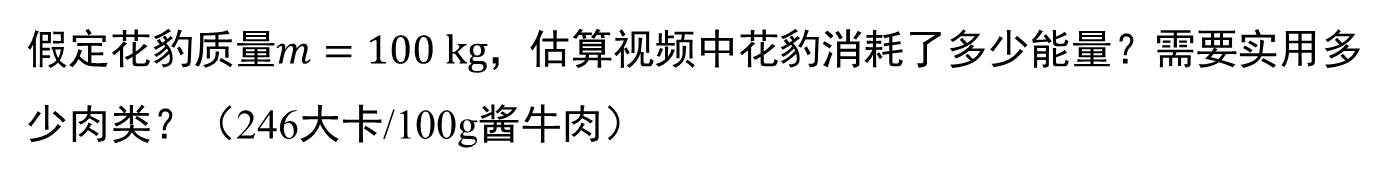 假定花豹质量m = 100 kg，估算视频中花豹消耗了多少能量？需要实用多
少肉类？（246大卡/100g酱牛肉）